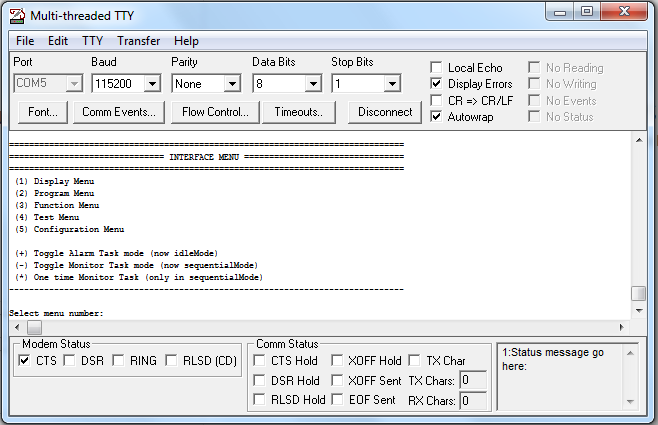 Multi-threaded TTY
File Edit TTY Transfer Help
Port Baud Parity Data Bits Stop Bits
COM5 115200 None 8 1
Local Echo No Reading
Display Errors No Writing
CR => CR/LF No Events
Autowrap No Status
Font... Comm Events... Flow Control... Timeouts.. Disconnect
================================================================================
=============================== INTERFACE MENU ================================
================================================================================
(1) Display Menu
(2) Program Menu
(3) Function Menu
(4) Test Menu
(5) Configuration Menu
(+) Toggle Alarm Task mode (now idleMode)
(-) Toggle Monitor Task mode (now sequentialMode)
(*) One time Monitor Task (only in sequentialMode)
--------------------------------------------------------------------------------
Select menu number:
Modem Status
CTS DSR RING RLSD (CD)
Comm Status
CTS Hold XOFF Hold TX Char
DSR Hold XOFF Sent TX Chars: 0
RLSD Hold EOF Sent RX Chars: 0
1:Status message go
here: